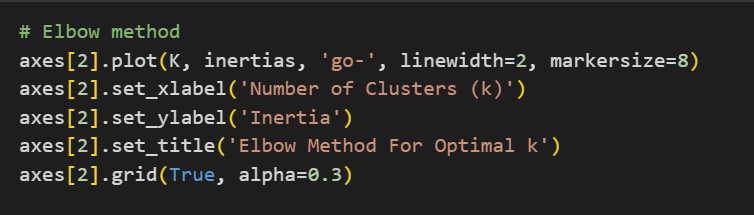 # Elbow method
axes[2].plot(K, inertias, 'go-', linewidth=2, markersize=8)
axes[2].set_xlabel('Number of Clusters (k)')
axes[2].set_ylabel('Inertia')
axes[2].set_title('Elbow Method For Optimal k')
axes[2].grid(True, alpha=0.3)